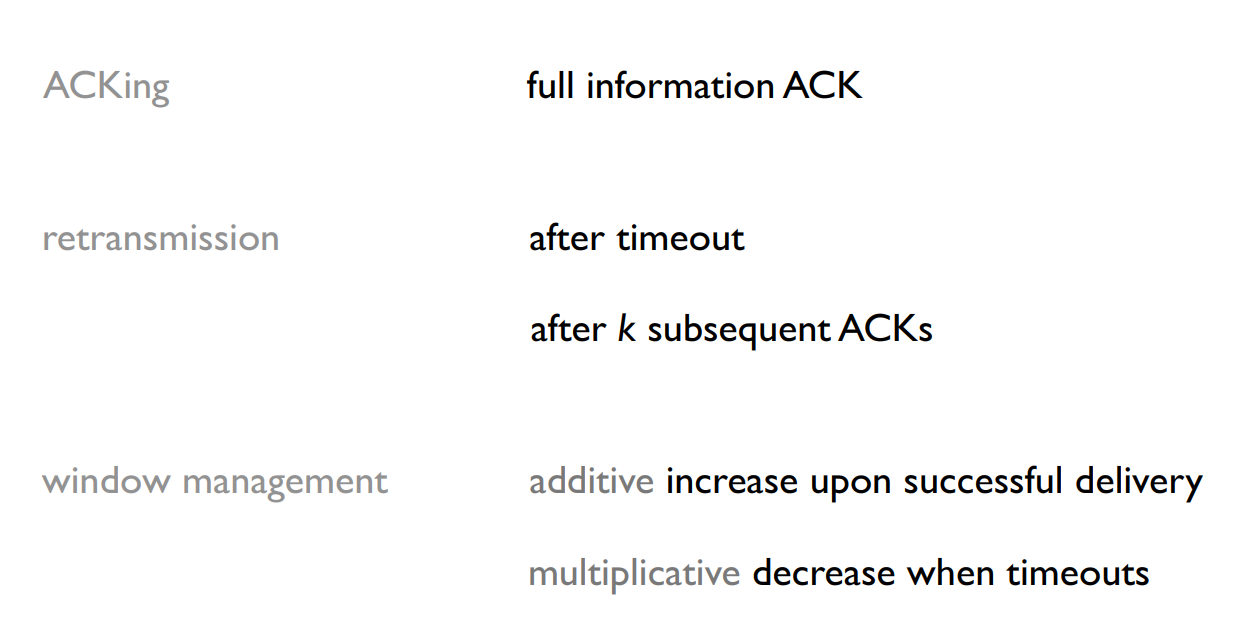 ACKing full information ACK
retransmission after timeout
after k subsequent ACKs
window management additive increase upon successful delivery
multiplicative decrease when timeouts